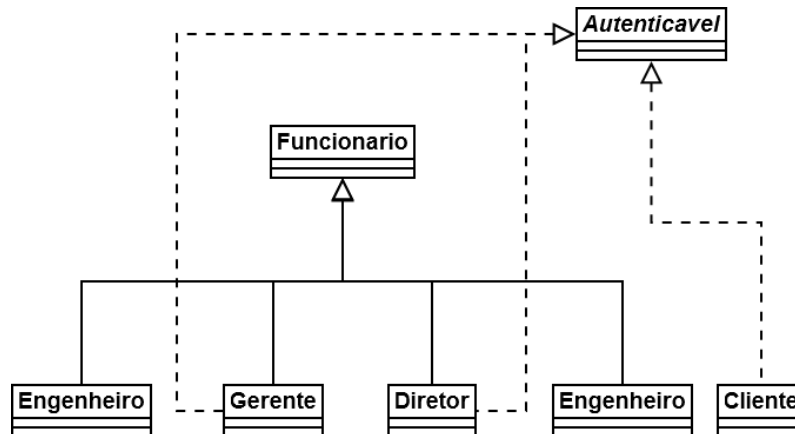 Autenticavel
Funcionario
Engenheiro
Gerente
Diretor
Engenheiro
Cliente